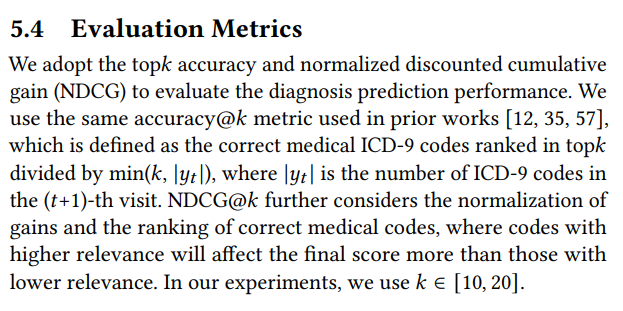 5.4 Evaluation Metrics
We adopt the topk accuracy and normalized discounted cumulative
gain (NDCG) to evaluate the diagnosis prediction performance. We
use the same accuracy@k metric used in prior works [12, 35, 57],
which is defined as the correct medical ICD-9 codes ranked in topk
divided by min(k, |yₜ|), where |yₜ| is the number of ICD-9 codes in
the (t+1)-th visit. NDCG@k further considers the normalization of
gains and the ranking of correct medical codes, where codes with
higher relevance will affect the final score more than those with
lower relevance. In our experiments, we use k ∈ [10, 20].